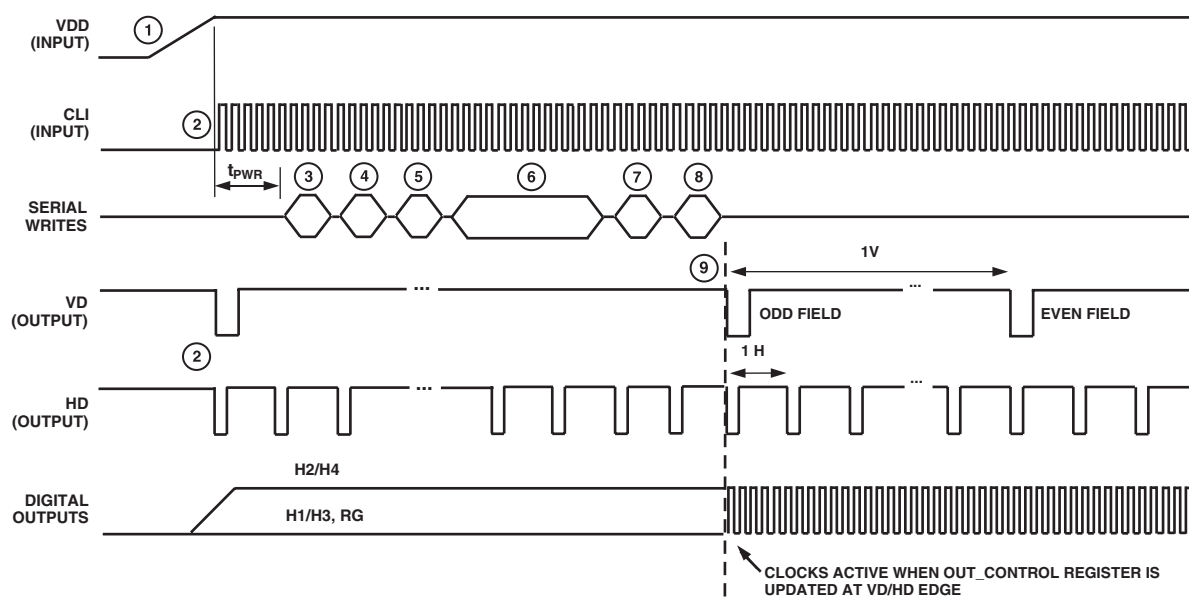 VDD
(INPUT)
1
CLI
(INPUT)
2
tPWR
3
4
5
6
7
8
SERIAL
WRITES
9
1V
VD
(OUTPUT)
...
...
ODD FIELD
EVEN FIELD
2
1 H
HD
(OUTPUT)
...
...
H2/H4
DIGITAL
OUTPUTS
H1/H3, RG
CLOCKS ACTIVE WHEN OUT_CONTROL REGISTER IS
UPDATED AT VD/HD EDGE